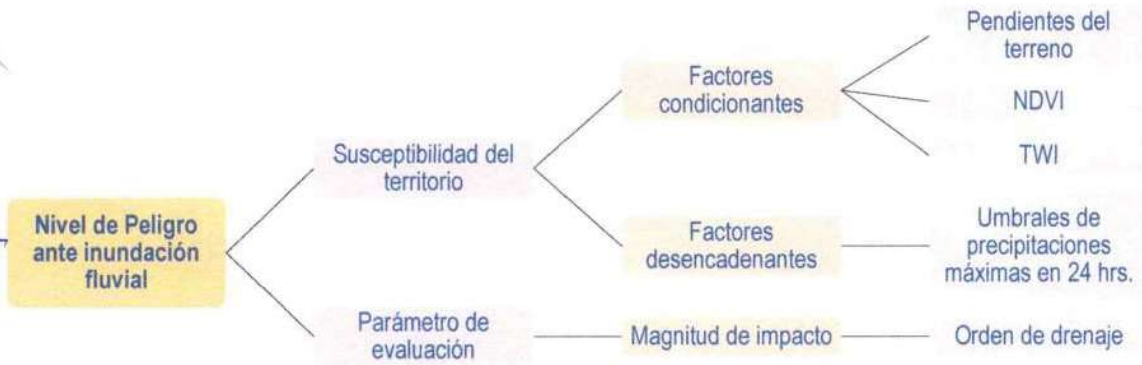 Pendientes del
terreno
Factores
condicionantes
NDVI
TWI
Susceptibilidad del
territorio
Nivel de Peligro
ante inundación
fluvial
Factores
desencadenantes
Umbrales de
precipitaciones
máximas en 24 hrs.
Parámetro de
evaluación
Magnitud de impacto
Orden de drenaje